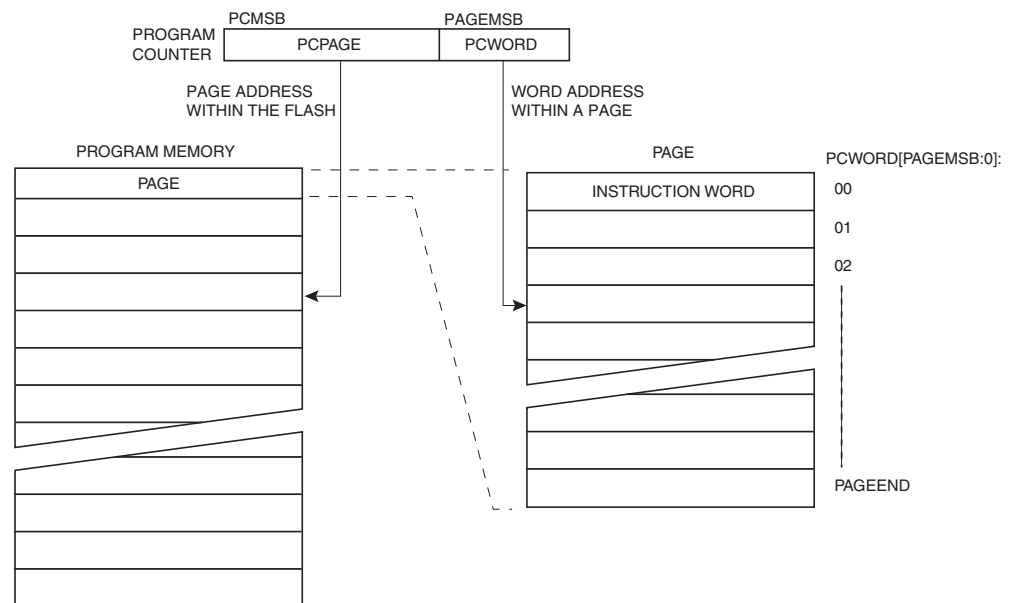 PCMSB
PAGEMSB
PROGRAM
COUNTER
PCPAGE
PCWORD
PAGE ADDRESS
WITHIN THE FLASH
WORD ADDRESS
WITHIN A PAGE
PROGRAM MEMORY
PAGE
PAGE
INSTRUCTION WORD
PCWORD[PAGEMSB:0]:
00
01
02
PAGEEND